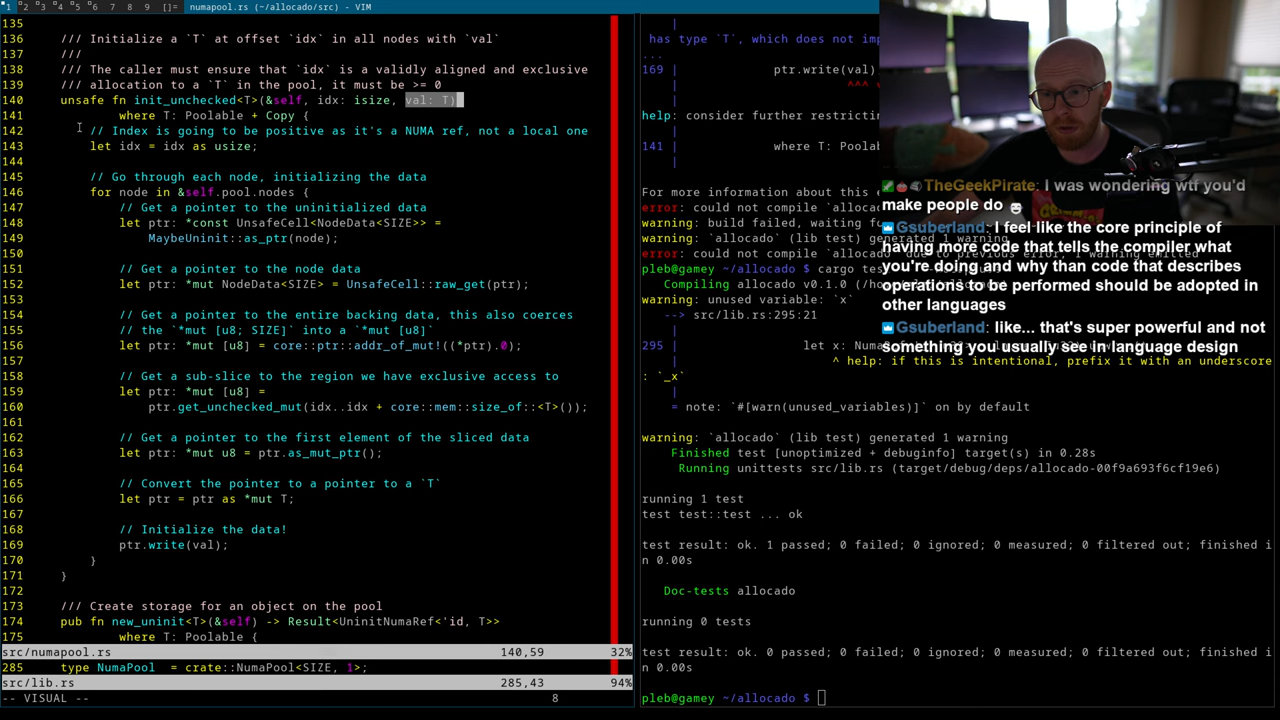 1 2 3 4 5 6 7 8 9 []= numapool.rs (~/allocado/src) - VIM
135
136 /// Initialize a `T` at offset `idx` in all nodes with `val`
137 ///
138 /// The caller must ensure that `idx` is a validly aligned and exclusive
139 /// allocation to a `T` in the pool, it must be >= 0
140 unsafe fn init_unchecked<T>(&self, idx: isize, val: T)
141 where T: Poolable + Copy {
142 // Index is going to be positive as it's a NUMA ref, not a local one
143 let idx = idx as usize;
144
145 // Go through each node, initializing the data
146 for node in &self.pool.nodes {
147 // Get a pointer to the uninitialized data
148 let ptr: *const UnsafeCell<NodeData<SIZE>> =
149 MaybeUninit::as_ptr(node);
150
151 // Get a pointer to the node data
152 let ptr: *mut NodeData<SIZE> = UnsafeCell::raw_get(ptr);
153
154 // Get a pointer to the entire backing data, this also coerces
155 // the `*mut [u8; SIZE]` into a `*mut [u8]`
156 let ptr: *mut [u8] = core::ptr::addr_of_mut!((*ptr).0);
157
158 // Get a sub-slice to the region we have exclusive access to
159 let ptr: *mut [u8] =
160 ptr.get_unchecked_mut(idx..idx + core::mem::size_of::<T>());
161
162 // Get a pointer to the first element of the sliced data
163 let ptr: *mut u8 = ptr.as_mut_ptr();
164
165 // Convert the pointer to a pointer to a `T`
166 let ptr = ptr as *mut T;
167
168 // Initialize the data!
169 ptr.write(val);
170 }
171 }
172
173 /// Create storage for an object on the pool
174 pub fn new_uninit<T>(&self) -> Result<UninitNumaRef<'id, T>>
175 where T: Poolable {
src/numapool.rs 140,59 32%
285 type NumaPool = crate::NumaPool<SIZE, 1>;
src/lib.rs 285,43 94%
-- VISUAL -- 8
|
has type `T`, which does not imp
...
169 | ptr.write(val)
| ^^^
help: consider further restricting
|
141 | where T: Poolab
|
For more information about this e
error: could not compile `allocad
warning: build failed, waiting fo
warning: `allocado` (lib test) generated 1 warning
error: could not compile `allocado` due to previous error; 1 warning emitted
pleb@gamey ~/allocado $ cargo tes
Compiling allocado v0.1.0 (/ho
warning: unused variable: `x`
--> src/lib.rs:295:21
|
295 | let x: Numa
| ^ help: if this is intentional, prefix it with an underscore
: `_x`
|
= note: `#[warn(unused_variables)]` on by default
warning: `allocado` (lib test) generated 1 warning
Finished test [unoptimized + debuginfo] target(s) in 0.28s
Running unittests src/lib.rs (target/debug/deps/allocado-00f9a693f6cf19e6)
running 1 test
test test::test ... ok
test result: ok. 1 passed; 0 failed; 0 ignored; 0 measured; 0 filtered out; finished i
n 0.00s
Doc-tests allocado
running 0 tests
test result: ok. 0 passed; 0 failed; 0 ignored; 0 measured; 0 filtered out; finished i
n 0.00s
pleb@gamey ~/allocado $
TheGeekPirate: I was wondering wtf you'd
make people do
Gsuberland: I feel like the core principle of
having more code that tells the compiler what
you're doing and why than code that describes
operations to be performed should be adopted in
other languages
Gsuberland: like... that's super powerful and not
something you usually see in language design